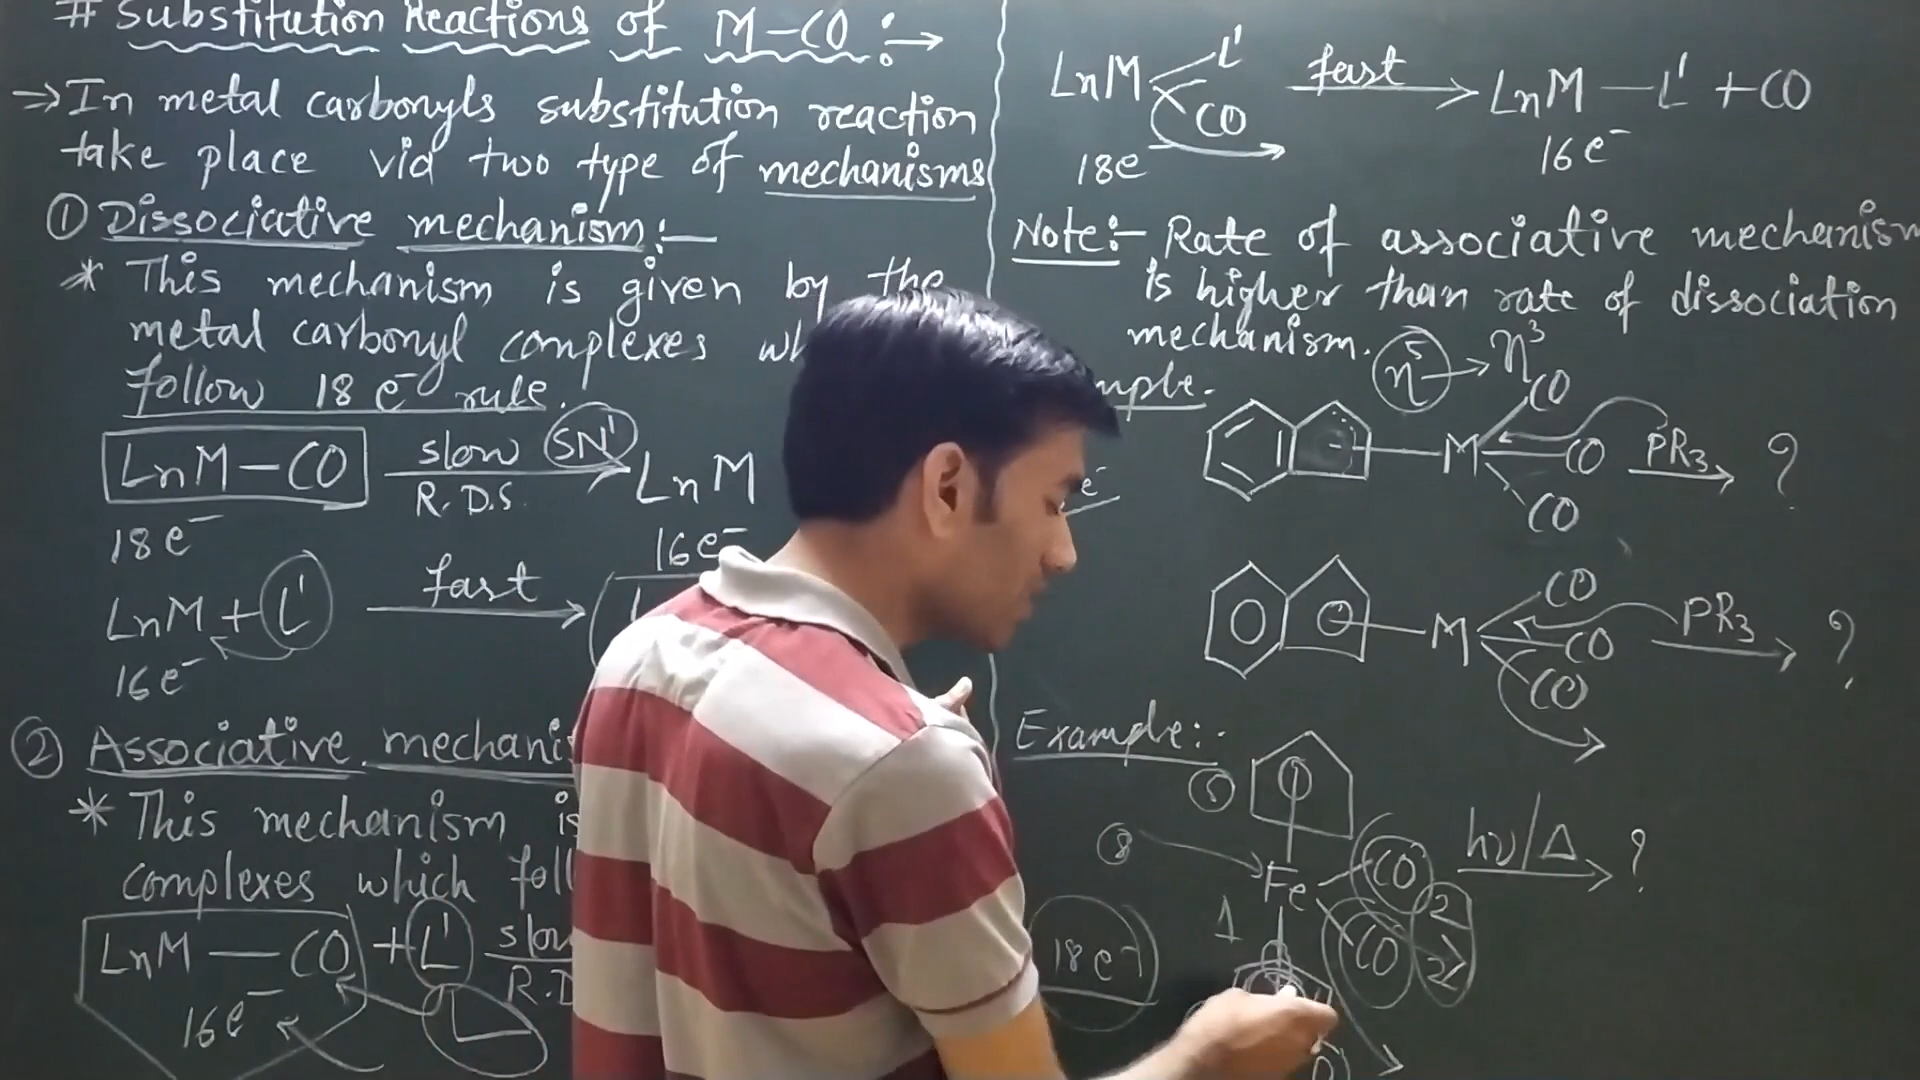 # Substitution Reactions of M-CO :→
⇒ In metal carbonyls substitution reaction
take place via two type of mechanisms
① Dissociative mechanism:-
* This mechanism is given by the
metal carbonyl complexes
follow 18 e⁻ rule.
LnM-CO slow SN¹ LnM
R.D.S.
18e⁻ 16e⁻
LnM + L' fast
16e⁻
② Associative
* This mechanism
complexes which
LnM — CO + L'
16e⁻
LnM L' CO fast → LnM — L' + CO
18e⁻ 16e⁻
Note:- Rate of associative mechanism
is higher than rate of dissociation
mechanism.
η⁵ → η³
M CO CO CO PR₃ → ?
M CO CO CO PR₃ → ?
Example:-
⑤
⑧ Fe CO 2 CO 2 hν/Δ → ?
1
18e⁻